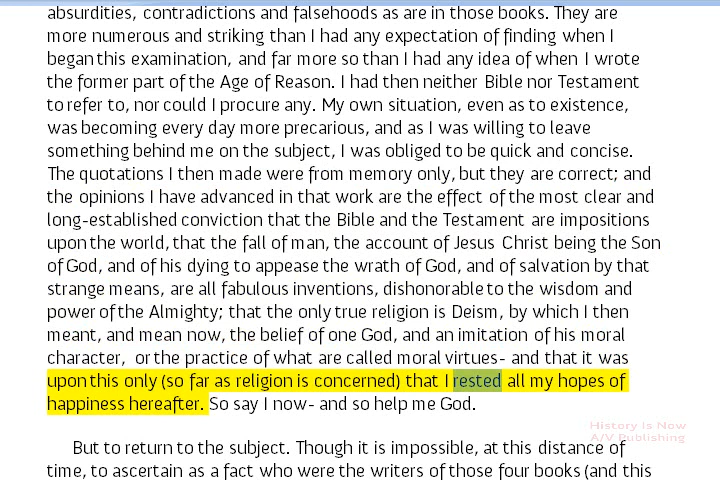 absurdities, contradictions and falsehoods as are in those books. They are
more numerous and striking than I had any expectation of finding when I
began this examination, and far more so than I had any idea of when I wrote
the former part of the Age of Reason. I had then neither Bible nor Testament
to refer to, nor could I procure any. My own situation, even as to existence,
was becoming every day more precarious, and as I was willing to leave
something behind me on the subject, I was obliged to be quick and concise.
The quotations I then made were from memory only, but they are correct; and
the opinions I have advanced in that work are the effect of the most clear and
long-established conviction that the Bible and the Testament are impositions
upon the world, that the fall of man, the account of Jesus Christ being the Son
of God, and of his dying to appease the wrath of God, and of salvation by that
strange means, are all fabulous inventions, dishonorable to the wisdom and
power of the Almighty; that the only true religion is Deism, by which I then
meant, and mean now, the belief of one God, and an imitation of his moral
character, or the practice of what are called moral virtues- and that it was
upon this only (so far as religion is concerned) that I rested all my hopes of
happiness hereafter. So say I now- and so help me God.
History Is Now
A/V Publishing
But to return to the subject. Though it is impossible, at this distance of
time, to ascertain as a fact who were the writers of those four books (and this